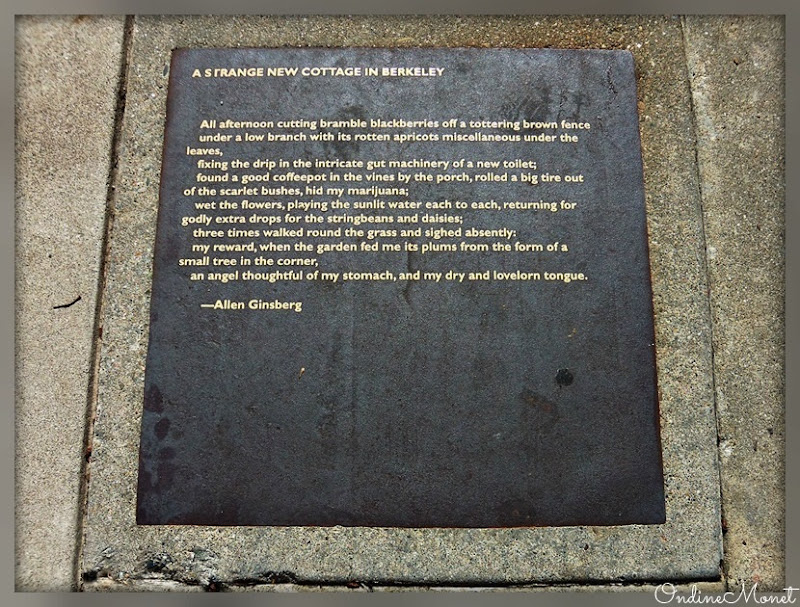 A STRANGE NEW COTTAGE IN BERKELEY
All afternoon cutting bramble blackberries off a tottering brown fence
under a low branch with its rotten apricots miscellaneous under the
leaves,
fixing the drip in the intricate gut machinery of a new toilet;
found a good coffeepot in the vines by the porch, rolled a big tire out
of the scarlet bushes, hid my marijuana;
wet the flowers, playing the sunlit water each to each, returning for
godly extra drops for the stringbeans and daisies;
three times walked round the grass and sighed absently:
my reward, when the garden fed me its plums from the form of a
small tree in the corner,
an angel thoughtful of my stomach, and my dry and lovelorn tongue.
—Allen Ginsberg
OndineMonet